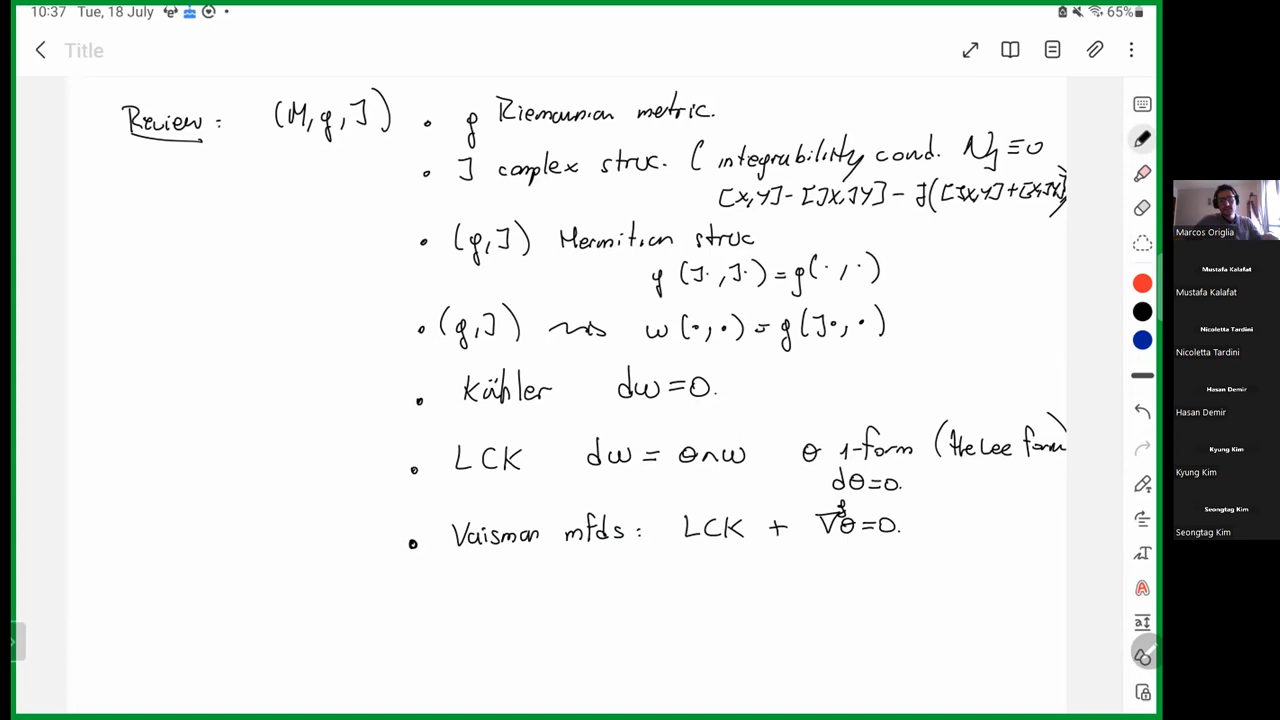 10:37 Tue, 18 July
65%
Title
Review : (M, g, J) • g Riemannian metric.
• J complex struc. ( integrability cond. N_J ≡ 0
[X,Y] - [JX,JY] - J([JX,Y]+[X,JY])
• (g,J) Hermitian struc
g (J·, J·) = g(·, ·)
• (g,J) ⇝ ω(·,·) = g(J·, ·)
• Kähler dω = 0.
• LCK dω = θ∧ω θ 1-form (the Lee form)
dθ = 0.
• Vaisman mfds : LCK + ∇^g θ = 0.
Marcos Origlia
Mustafa Kalafat
Mustafa Kalafat
Nicoletta Tardini
Nicoletta Tardini
Hasan Demir
Hasan Demir
Kyung Kim
Kyung Kim
Seongtag Kim
Seongtag Kim